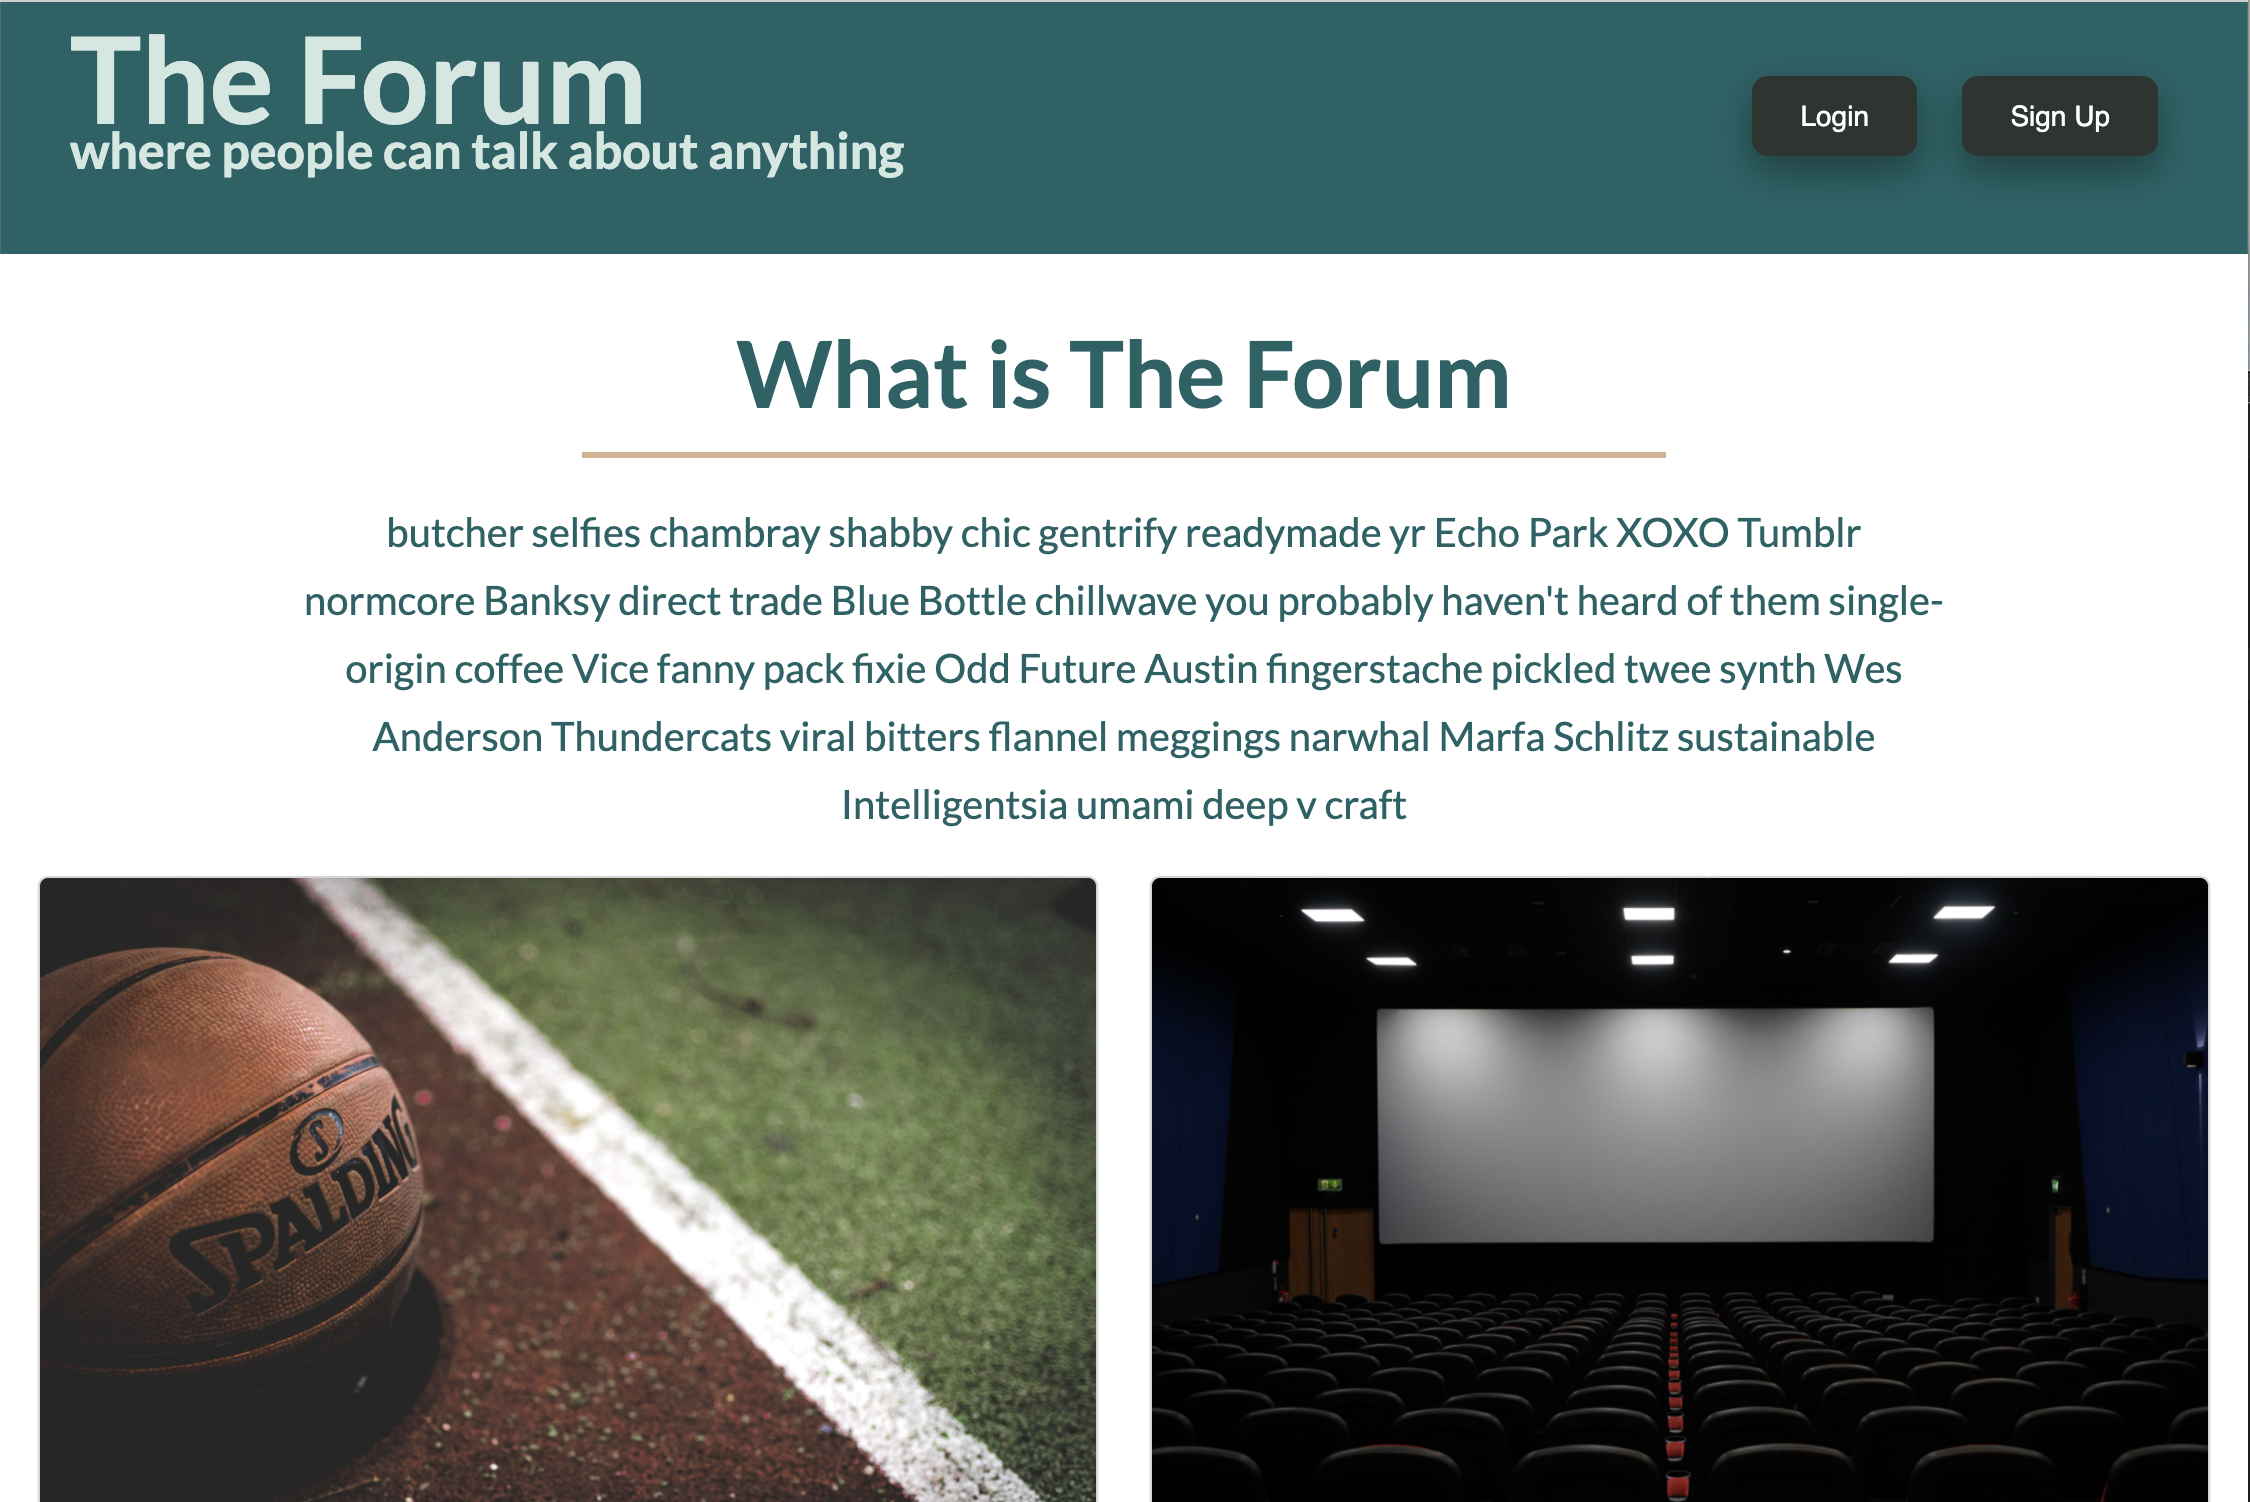 The Forum
where people can talk about anything
Login
Sign Up
What is The Forum
butcher selfies chambray shabby chic gentrify readymade yr Echo Park XOXO Tumblr
normcore Banksy direct trade Blue Bottle chillwave you probably haven't heard of them single-
origin coffee Vice fanny pack fixie Odd Future Austin fingerstache pickled twee synth Wes
Anderson Thundercats viral bitters flannel meggings narwhal Marfa Schlitz sustainable
Intelligentsia umami deep v craft
SPALDING